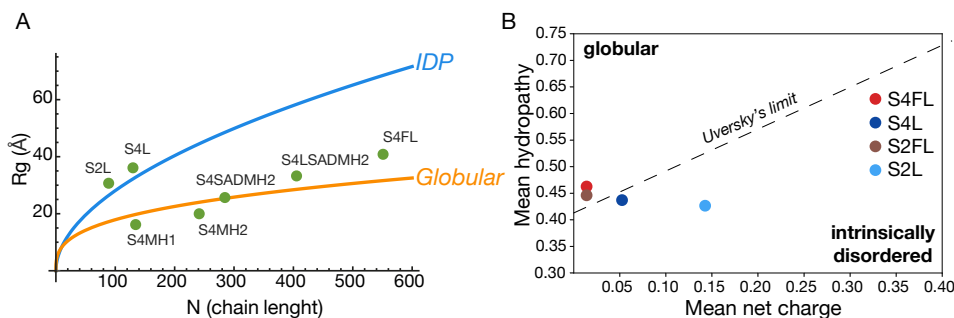 A
Rg (Å)
60
40
20
0
100
200
300
400
500
600
N (chain lenght)
IDP
Globular
S2L
S4L
S4MH1
S4MH2
S4SADMH2
S4LSADMH2
S4FL
B
Mean hydropathy
0.75
0.70
0.65
0.60
0.55
0.50
0.45
0.40
0.35
0.30
0.05
0.10
0.15
0.20
0.25
0.30
0.35
0.40
Mean net charge
globular
Uversky's limit
S4FL
S4L
S2FL
S2L
intrinsically
disordered